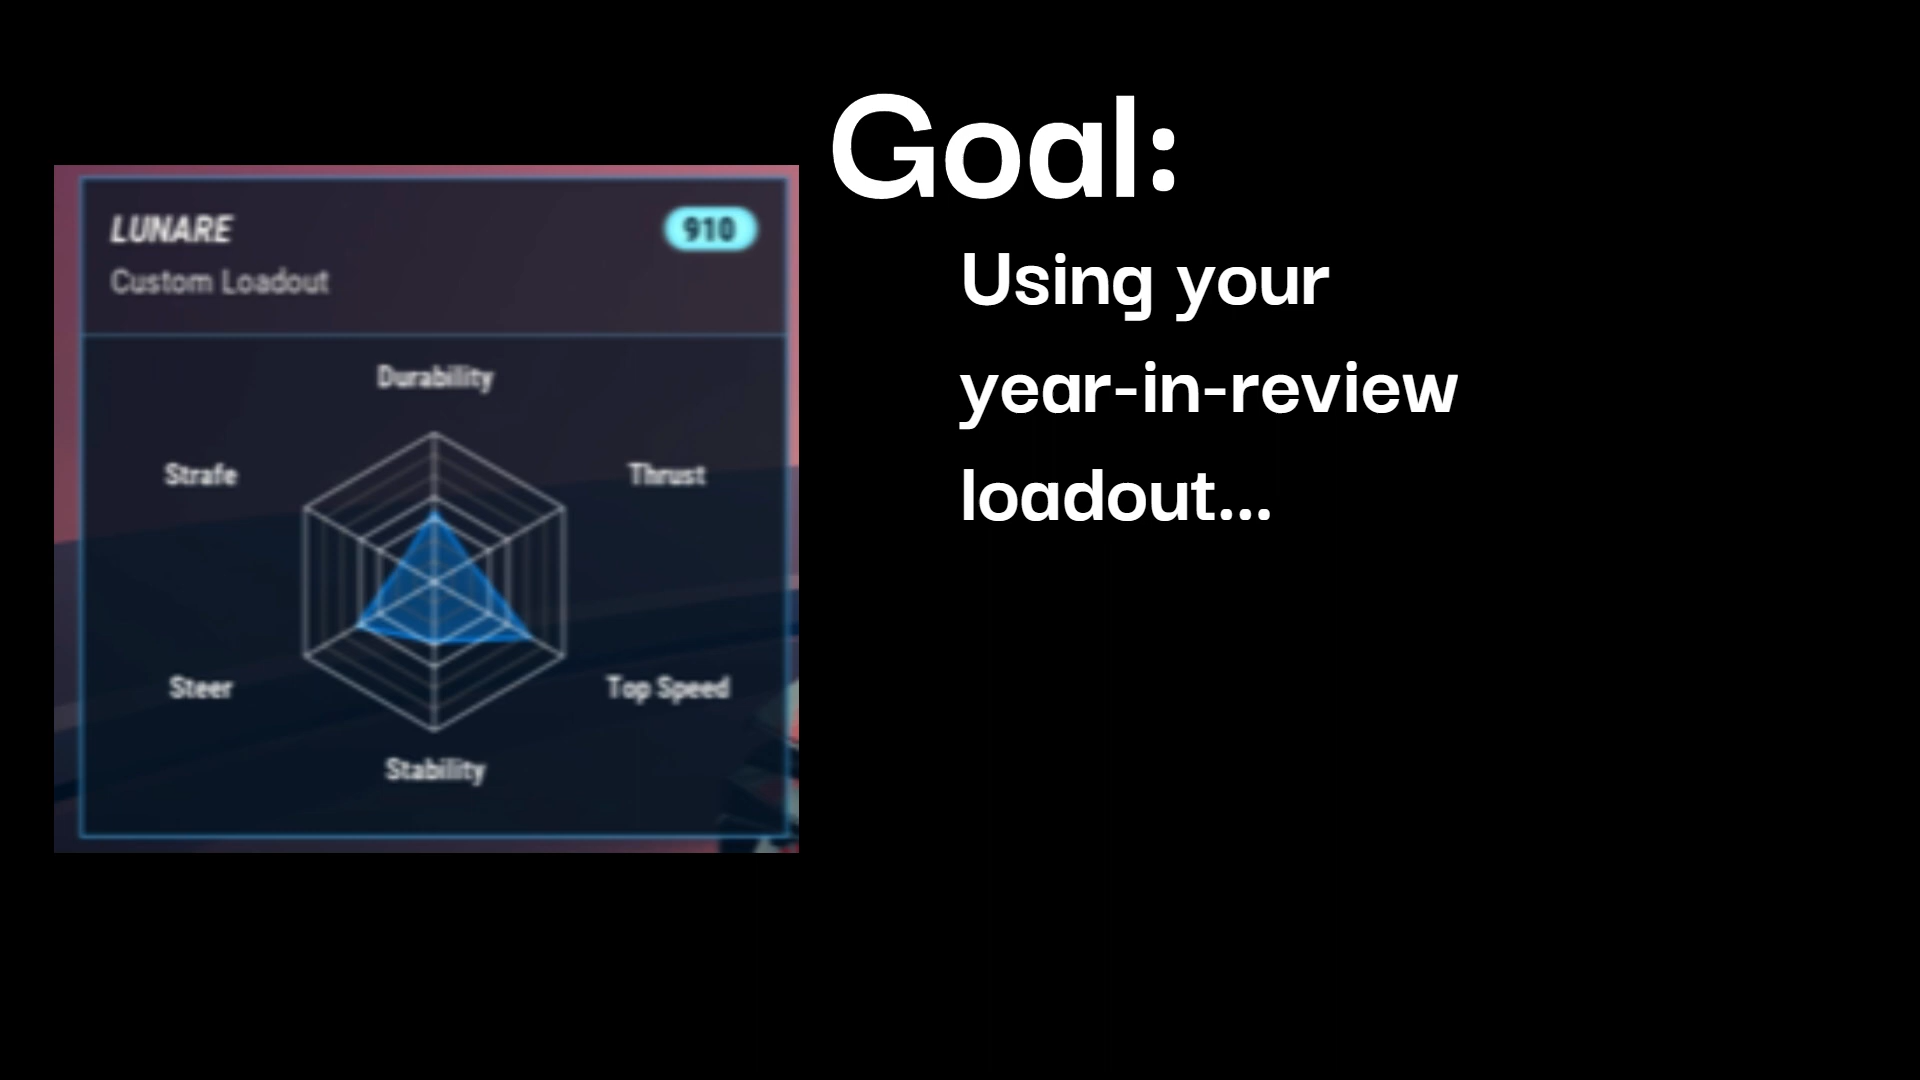 Goal:
LUNARE 910
Custom Loadout
Using your
year-in-review
loadout...
Durability
Strafe Thrust
Steer Top Speed
Stability